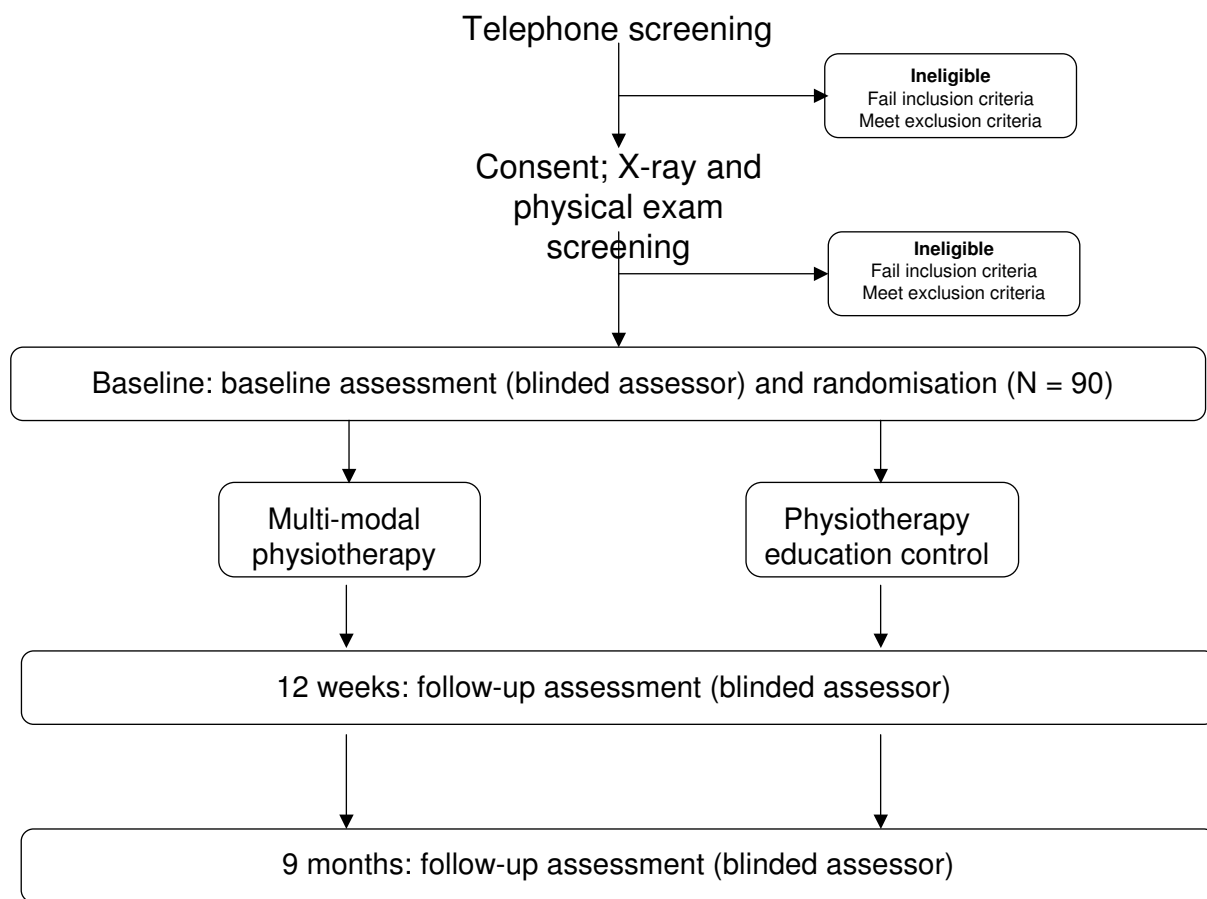 Telephone screening
Ineligible
Fail inclusion criteria
Meet exclusion criteria
Consent; X-ray and
physical exam
screening
Ineligible
Fail inclusion criteria
Meet exclusion criteria
Baseline: baseline assessment (blinded assessor) and randomisation (N = 90)
Multi-modal
physiotherapy
Physiotherapy
education control
12 weeks: follow-up assessment (blinded assessor)
9 months: follow-up assessment (blinded assessor)